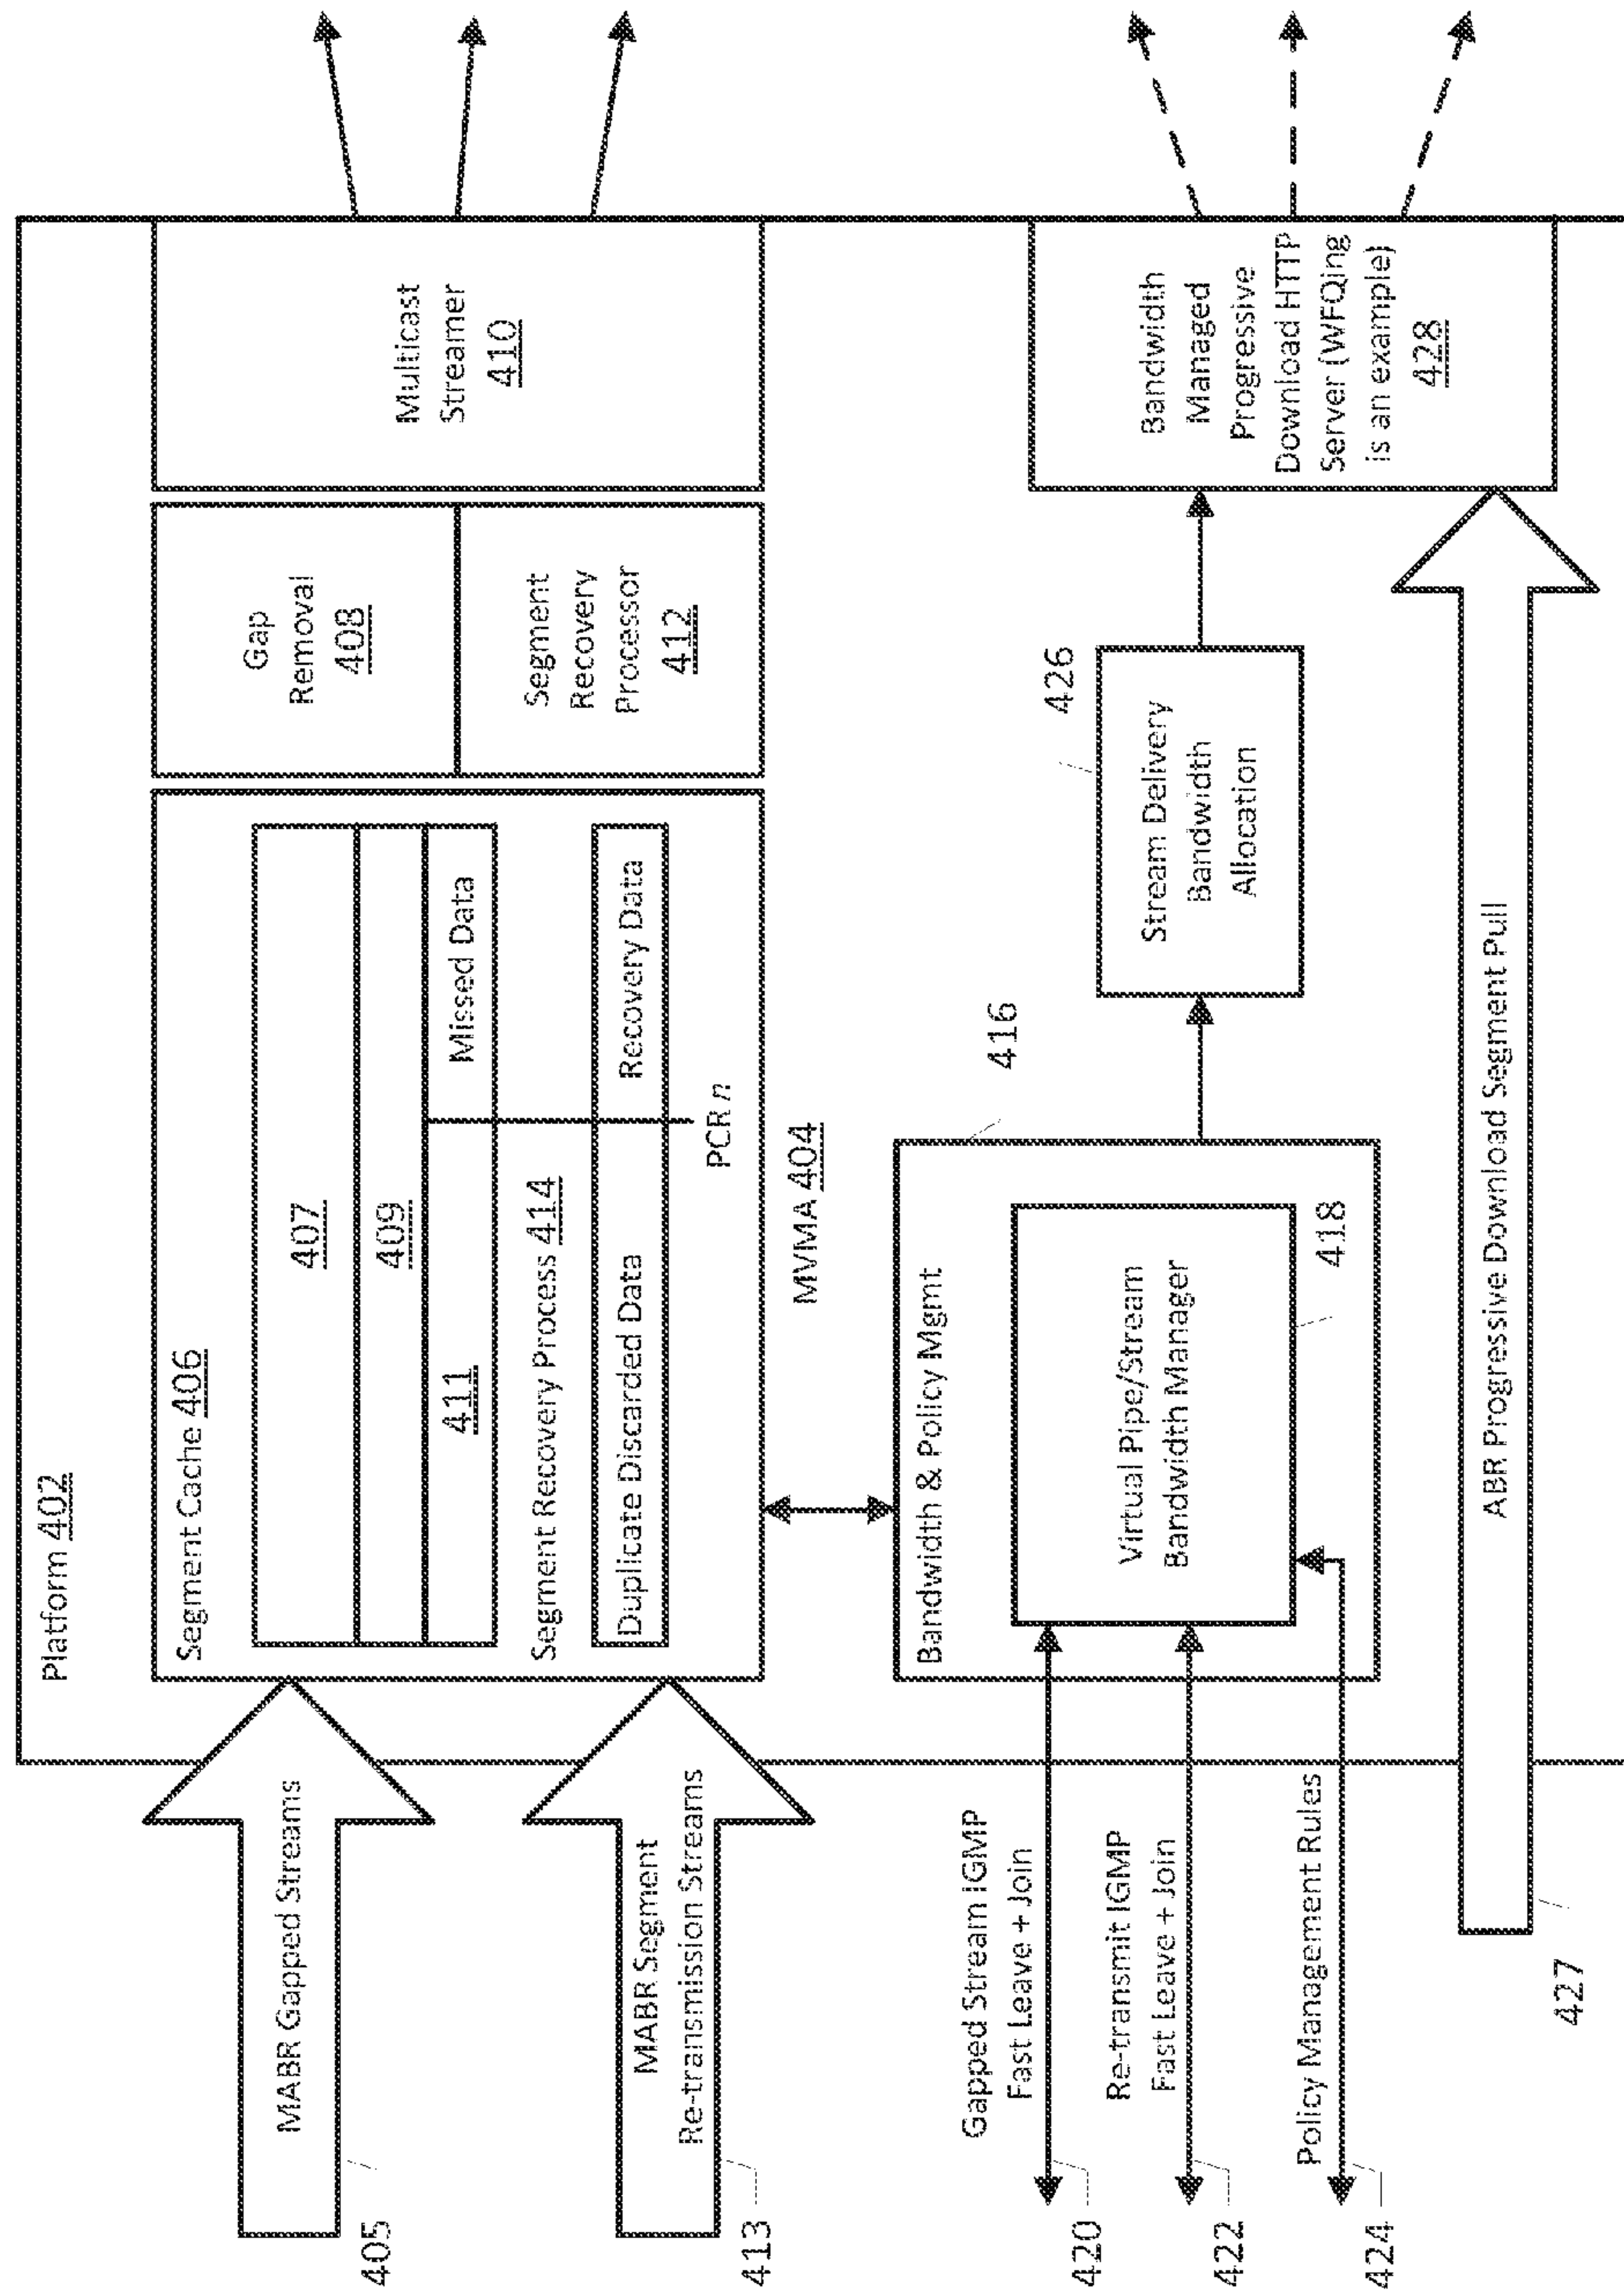 Platform 402
Segment Cache 406
407
409
411
Missed Data
Segment Recovery Process 414
Duplicate Discarded Data
Recovery Data
PCR n
Gap
Removal
408
Segment
Recovery
Processor
412
Multicast
Streamer
410
MABR Gapped Streams
405
MABR Segment
Re-transmission Streams
413
MVMA 404
Bandwidth & Policy Mgmt
416
Virtual Pipe/Stream
Bandwidth Manager
418
Gapped Stream IGMP
Fast Leave + Join
420
Re-transmit IGMP
Fast Leave + Join
422
Policy Management Rules
424
Stream Delivery
Bandwidth
Allocation
426
Bandwidth
Managed
Progressive
Download HTTP
Server (WFQing
is an example)
428
ABR Progressive Download Segment Pull
427